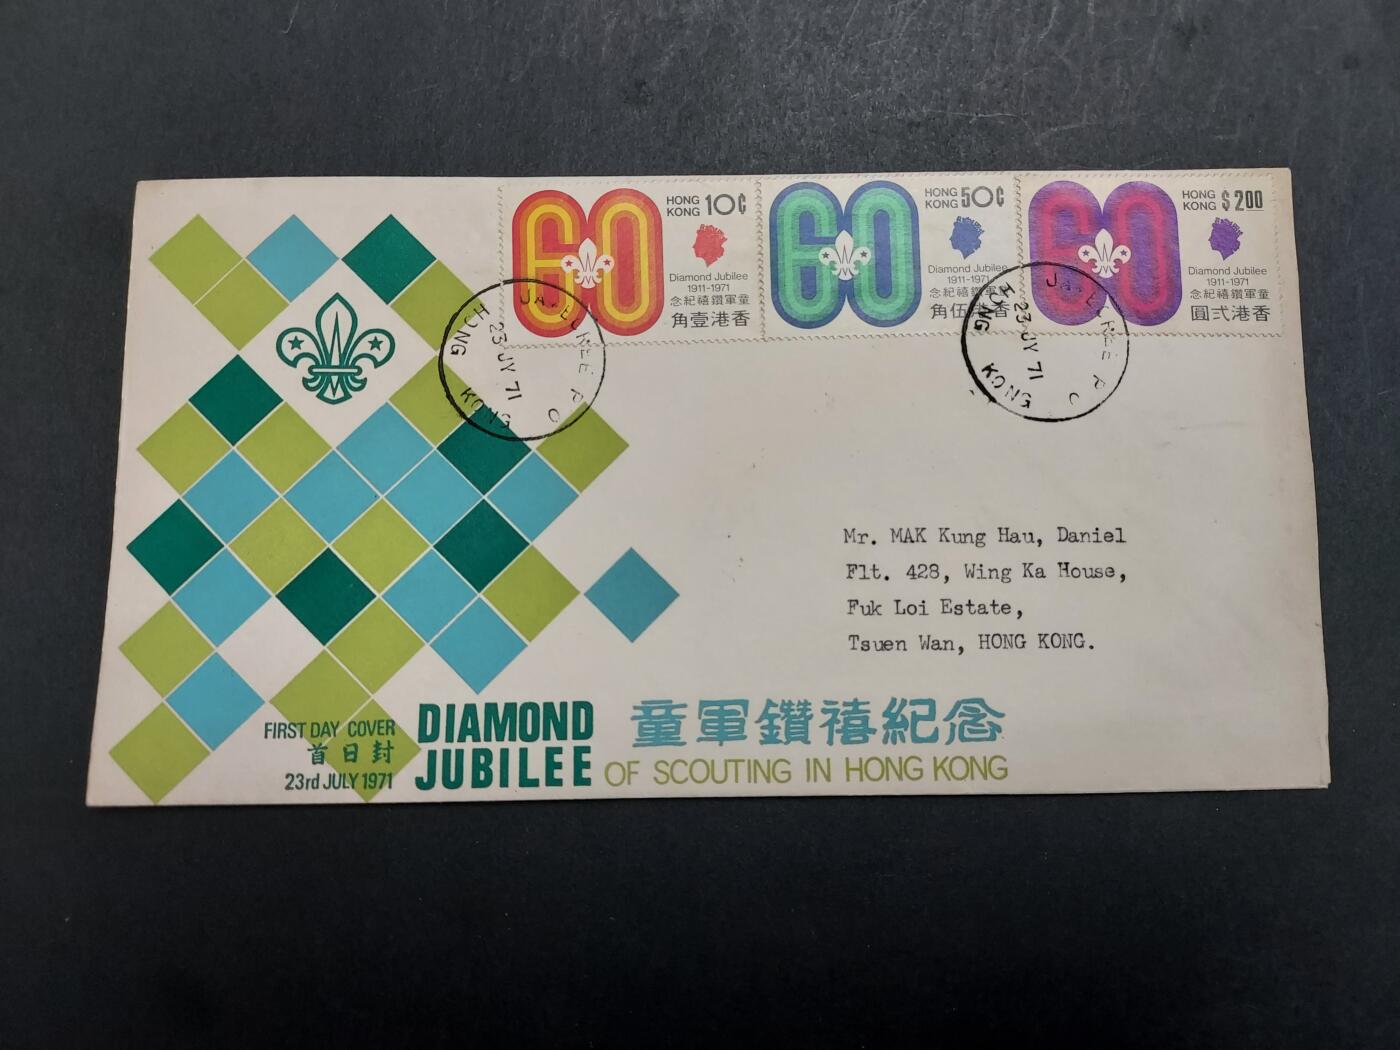 HONG KONG 10¢
Diamond Jubilee
1911-1971
念紀禧鑽軍童
角壹港香
HONG KONG 50¢
Diamond Jubilee
1911-1971
念紀禧鑽軍童
角伍港香
HONG KONG $2.00
Diamond Jubilee
1911-1971
念紀禧鑽軍童
圓弍港香
P O
HONG KONG
23 JY 71
P O
HONG KONG
23 JY 71
Mr. MAK Kung Hau, Daniel
Flt. 428, Wing Ka House,
Fuk Loi Estate,
Tsuen Wan, HONG KONG.
FIRST DAY COVER
首日封
23rd JULY 1971
DIAMOND
JUBILEE
童軍鑽禧紀念
OF SCOUTING IN HONG KONG